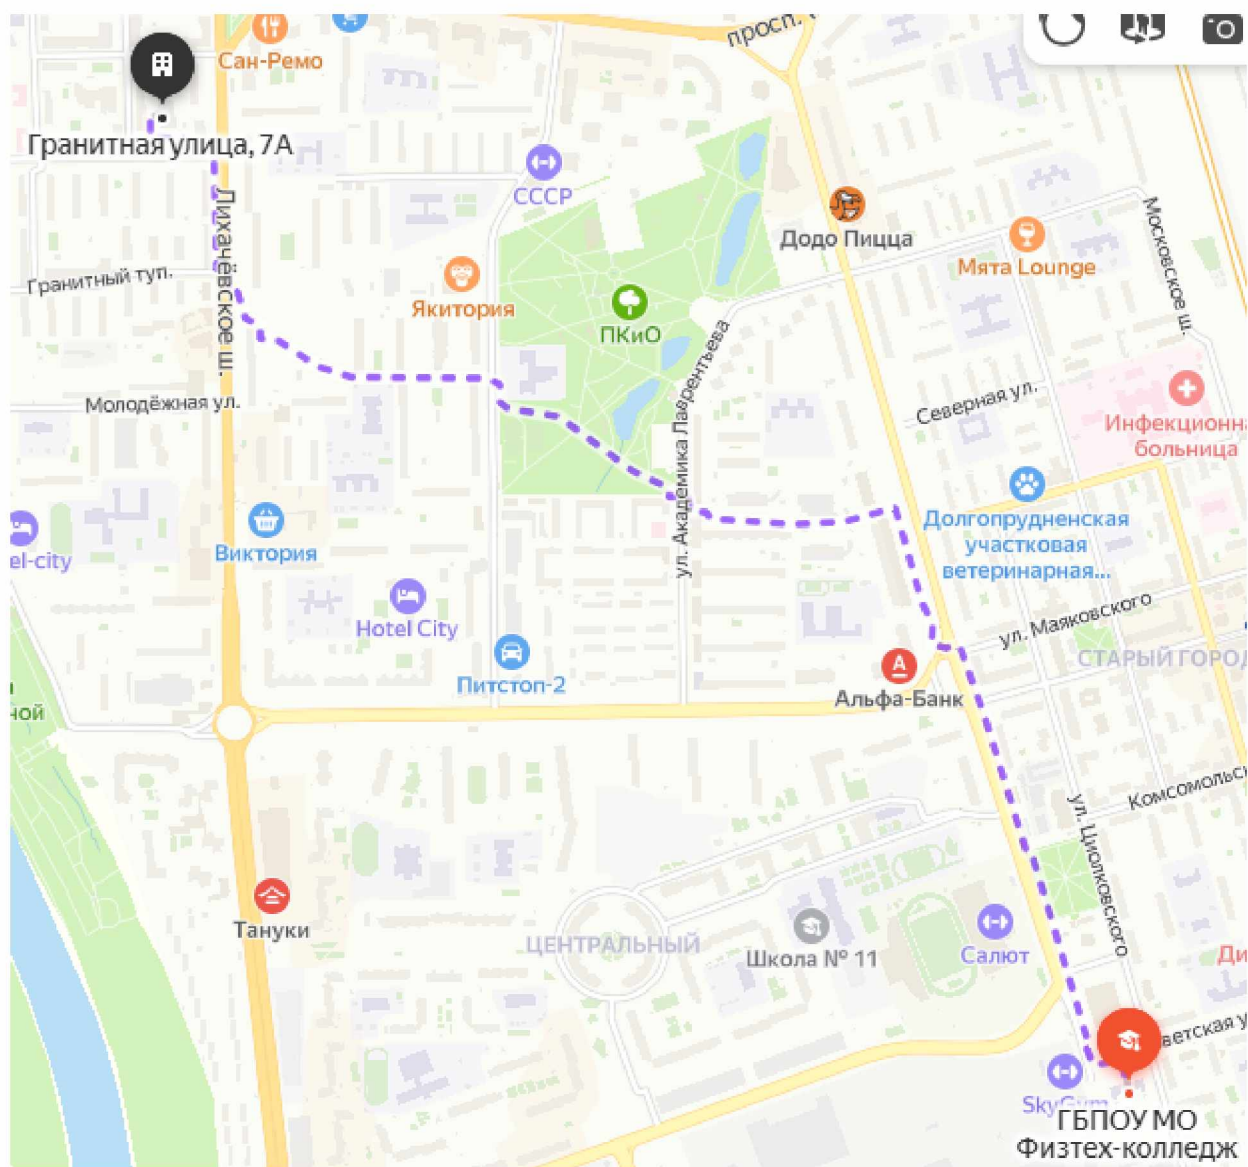 просп.
Сан-Ремо
Гранитная улица, 7А
СССР
Лихачёвское ш.
Додо Пицца
Московское ш.
Мята Lounge
Гранитный туп.
Якитория
ПКиО
ул. Академика Лаврентьева
Молодёжная ул.
Северная ул.
Инфекционна
больница
Виктория
el-city
Долгопрудненская
участковая
ветеринарная...
Hotel City
ул. Маяковского
СТАРЫЙ ГОРОД
Питстоп-2
Альфа-Банк
ной
Комсомольск
ул. Циолковского
Тануки
ЦЕНТРАЛЬНЫЙ
Школа № 11
Салют
Ди
ветская у
SkyGym
ГБПОУ МО
Физтех-колледж